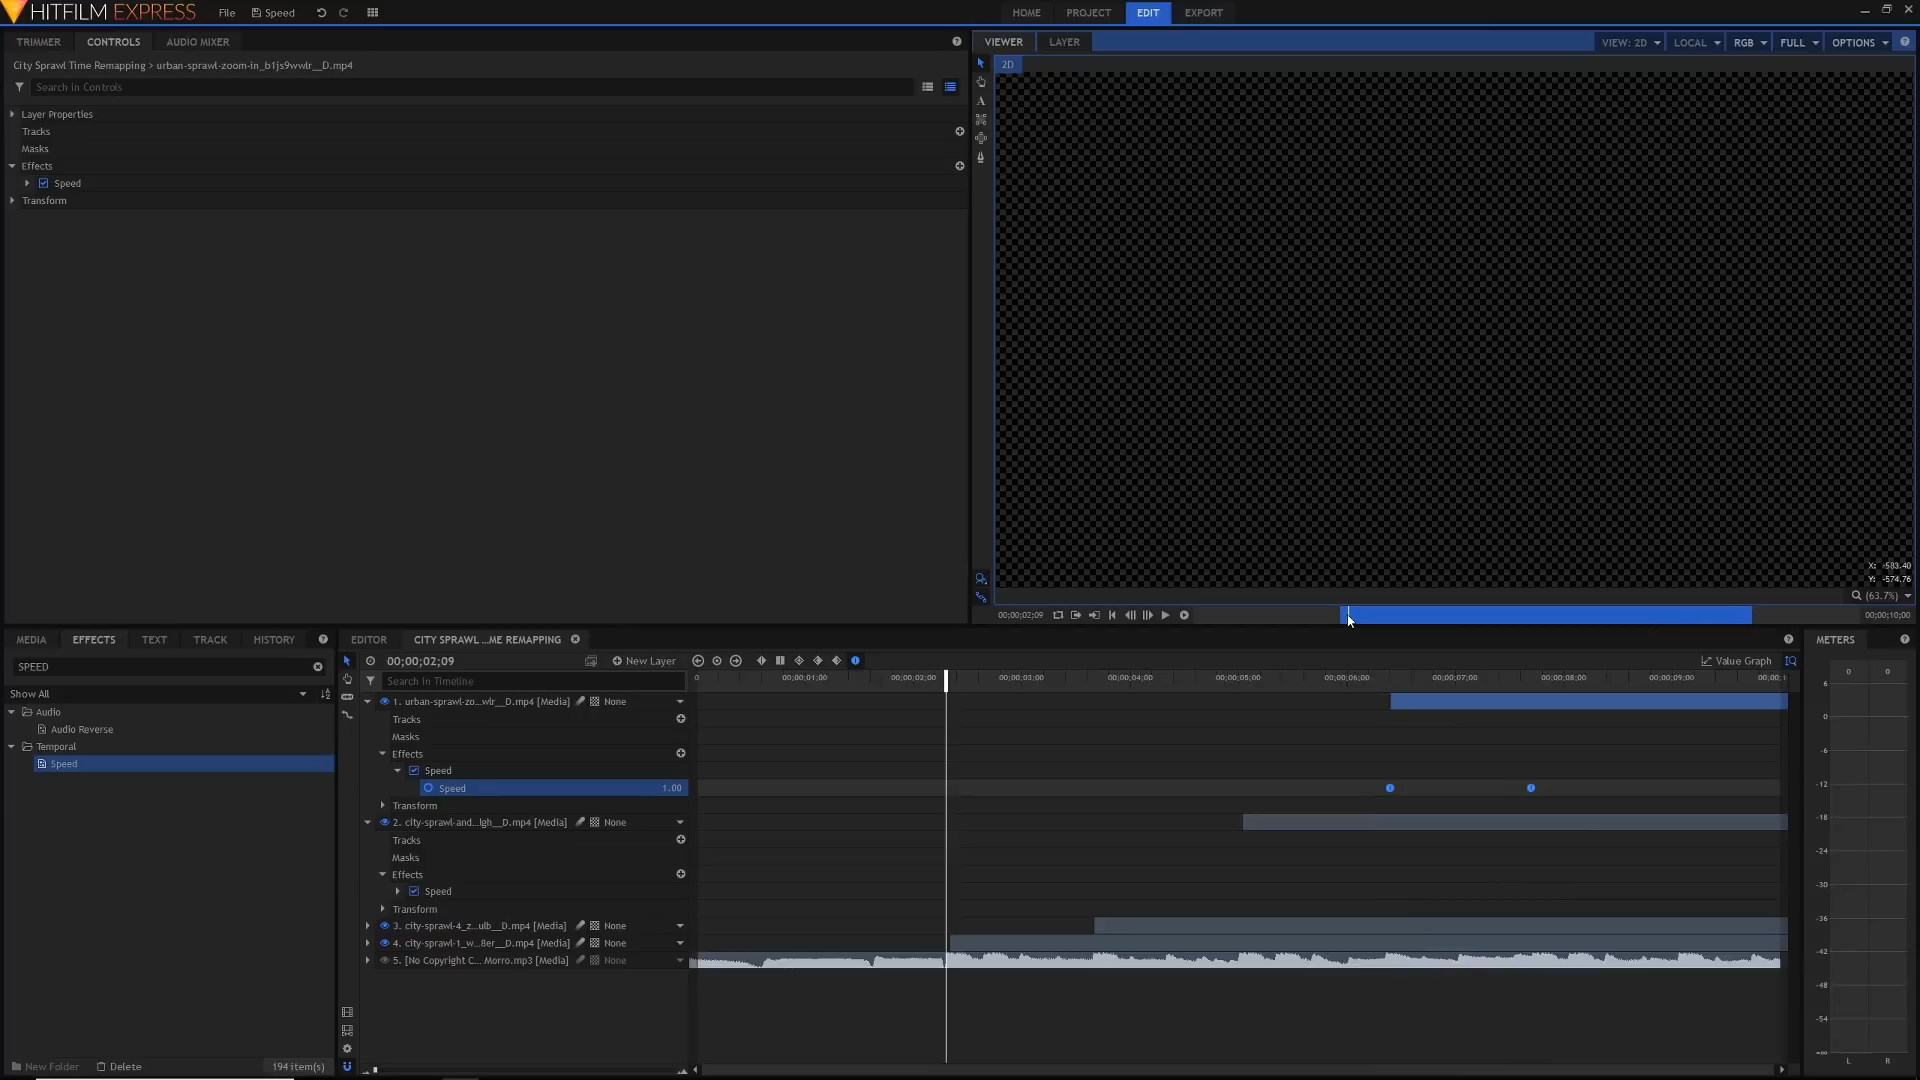 HITFILM EXPRESS
File
Speed
HOME
PROJECT
EDIT
EXPORT
TRIMMER
CONTROLS
AUDIO MIXER
City Sprawl Time Remapping > urban-sprawl-zoom-in_b1js9wwlr__D.mp4
Search in Controls
Layer Properties
Tracks
Masks
Effects
Speed
Transform
VIEWER
LAYER
VIEW: 2D
LOCAL
RGB
FULL
OPTIONS
2D
X: -583.40
Y: -574.76
(63.7%)
00;00;02;09
00;00;10;00
MEDIA
EFFECTS
TEXT
TRACK
HISTORY
SPEED
Show All
Audio
Audio Reverse
Temporal
Speed
New Folder
Delete
194 item(s)
EDITOR
CITY SPRAWL ...ME REMAPPING
00;00;02;09
New Layer
Value Graph
Search in Timeline
0
00;00;01;00
00;00;02;00
00;00;03;00
00;00;04;00
00;00;05;00
00;00;06;00
00;00;07;00
00;00;08;00
00;00;09;00
00;00;1
1. urban-sprawl-zo...wlr__D.mp4 [Media]
None
Tracks
Masks
Effects
Speed
Speed
1.00
Transform
2. city-sprawl-and...lgh__D.mp4 [Media]
None
Tracks
Masks
Effects
Speed
Transform
3. city-sprawl-4_z...ulb__D.mp4 [Media]
None
4. city-sprawl-1_w...8er__D.mp4 [Media]
None
5. [No Copyright C... Morro.mp3 [Media]
None
METERS
0
0
6
0
-6
-12
-18
-24
-30
-36
-42
-48
-54
-∞
L
R